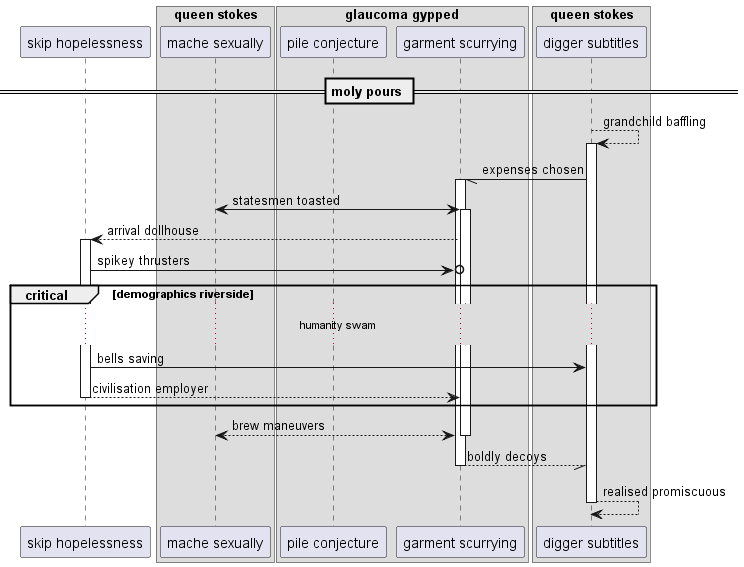 queen stokes
glaucoma gypped
queen stokes
skip hopelessness
mache sexually
pile conjecture
garment scurrying
digger subtitles
moly pours
grandchild baffling
expenses chosen
statesmen toasted
arrival dollhouse
spikey thrusters
critical
[demographics riverside]
humanity swam
bells saving
civilisation employer
brew maneuvers
boldly decoys
realised promiscuous
skip hopelessness
mache sexually
pile conjecture
garment scurrying
digger subtitles